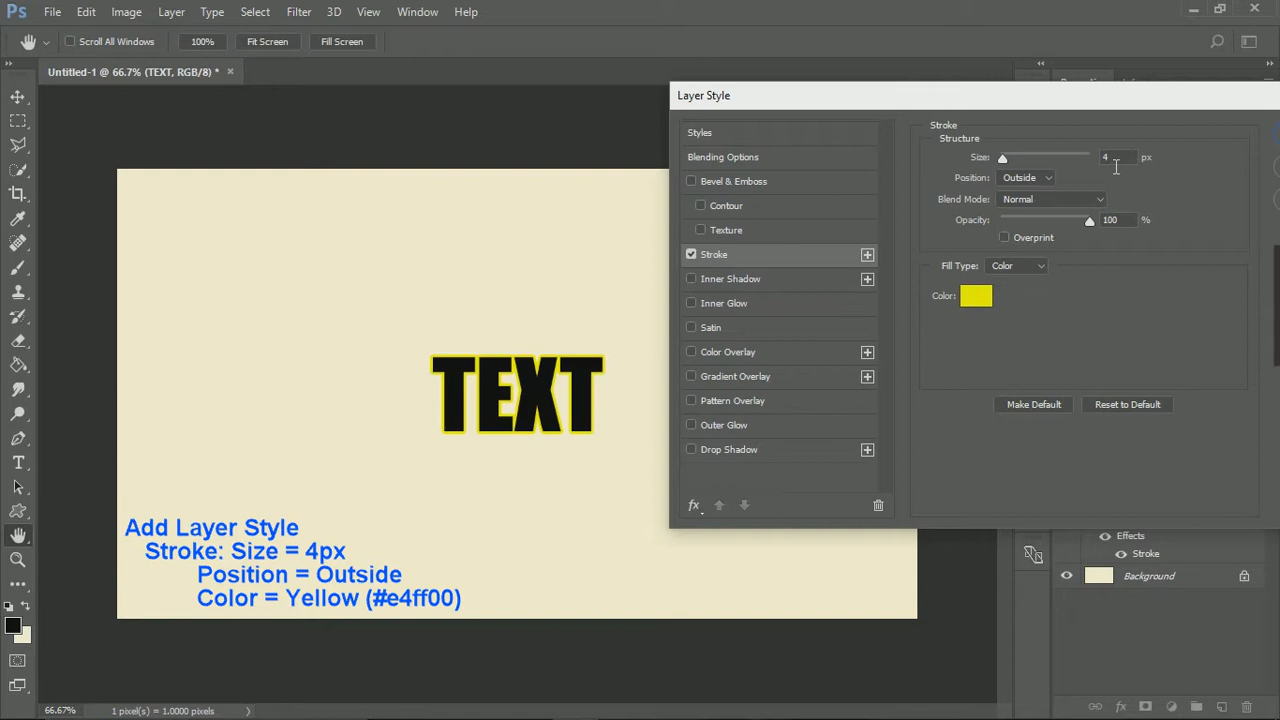 Ps File Edit Image Layer Type Select Filter 3D View Window Help
Scroll All Windows 100% Fit Screen Fill Screen
Untitled-1 @ 66.7% (TEXT, RGB/8) *
Layer Style
Styles
Blending Options
Bevel & Emboss
Contour
Texture
Stroke
Inner Shadow
Inner Glow
Satin
Color Overlay
Gradient Overlay
Pattern Overlay
Outer Glow
Drop Shadow
fx
Stroke
Structure
Size: 4 px
Position: Outside
Blend Mode: Normal
Opacity: 100 %
Overprint
Fill Type: Color
Color:
Make Default Reset to Default
TEXT
Add Layer Style
Stroke: Size = 4px
Position = Outside
Color = Yellow (#e4ff00)
Effects
Stroke
Background
fx
66.67% 1 pixel(s) = 1.0000 pixels